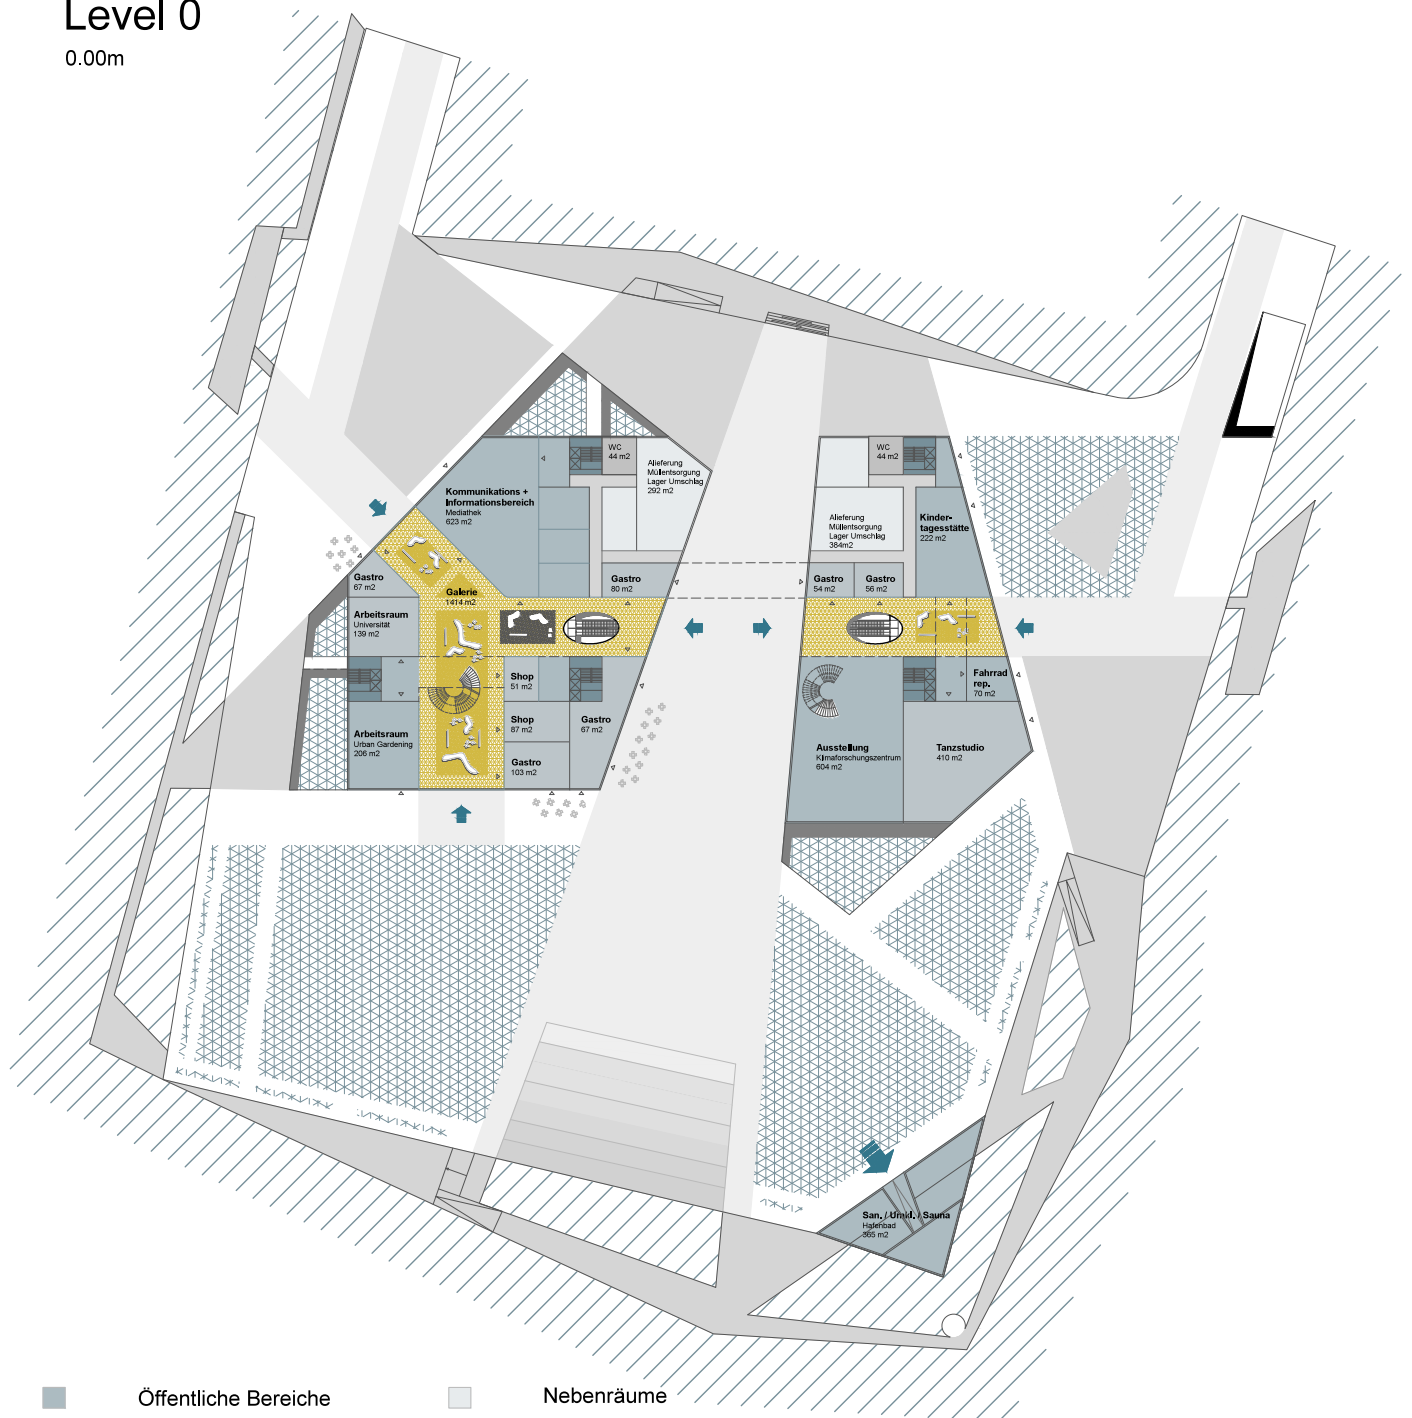 Level 0
0.00m
WC
44 m2
Alieferung
Müllentsorgung
Lager Umschlag
292 m2
Kommunikations +
Informationsbereich
Mediathek
623 m2
WC
44 m2
Alieferung
Müllentsorgung
Lager Umschlag
384m2
Kinder-
tagesstätte
222 m2
Gastro
67 m2
Galerie
1414 m2
Gastro
80 m2
Gastro
54 m2
Gastro
56 m2
Arbeitsraum
Universität
139 m2
Shop
51 m2
Fahrrad
rep.
70 m2
Arbeitsraum
Urban Gardening
206 m2
Shop
87 m2
Gastro
67 m2
Gastro
103 m2
Ausstellung
Klimaforschungszentrum
604 m2
Tanzstudio
410 m2
San. / Umkl. / Sauna
Hafenbad
365 m2
Öffentliche Bereiche
Nebenräume